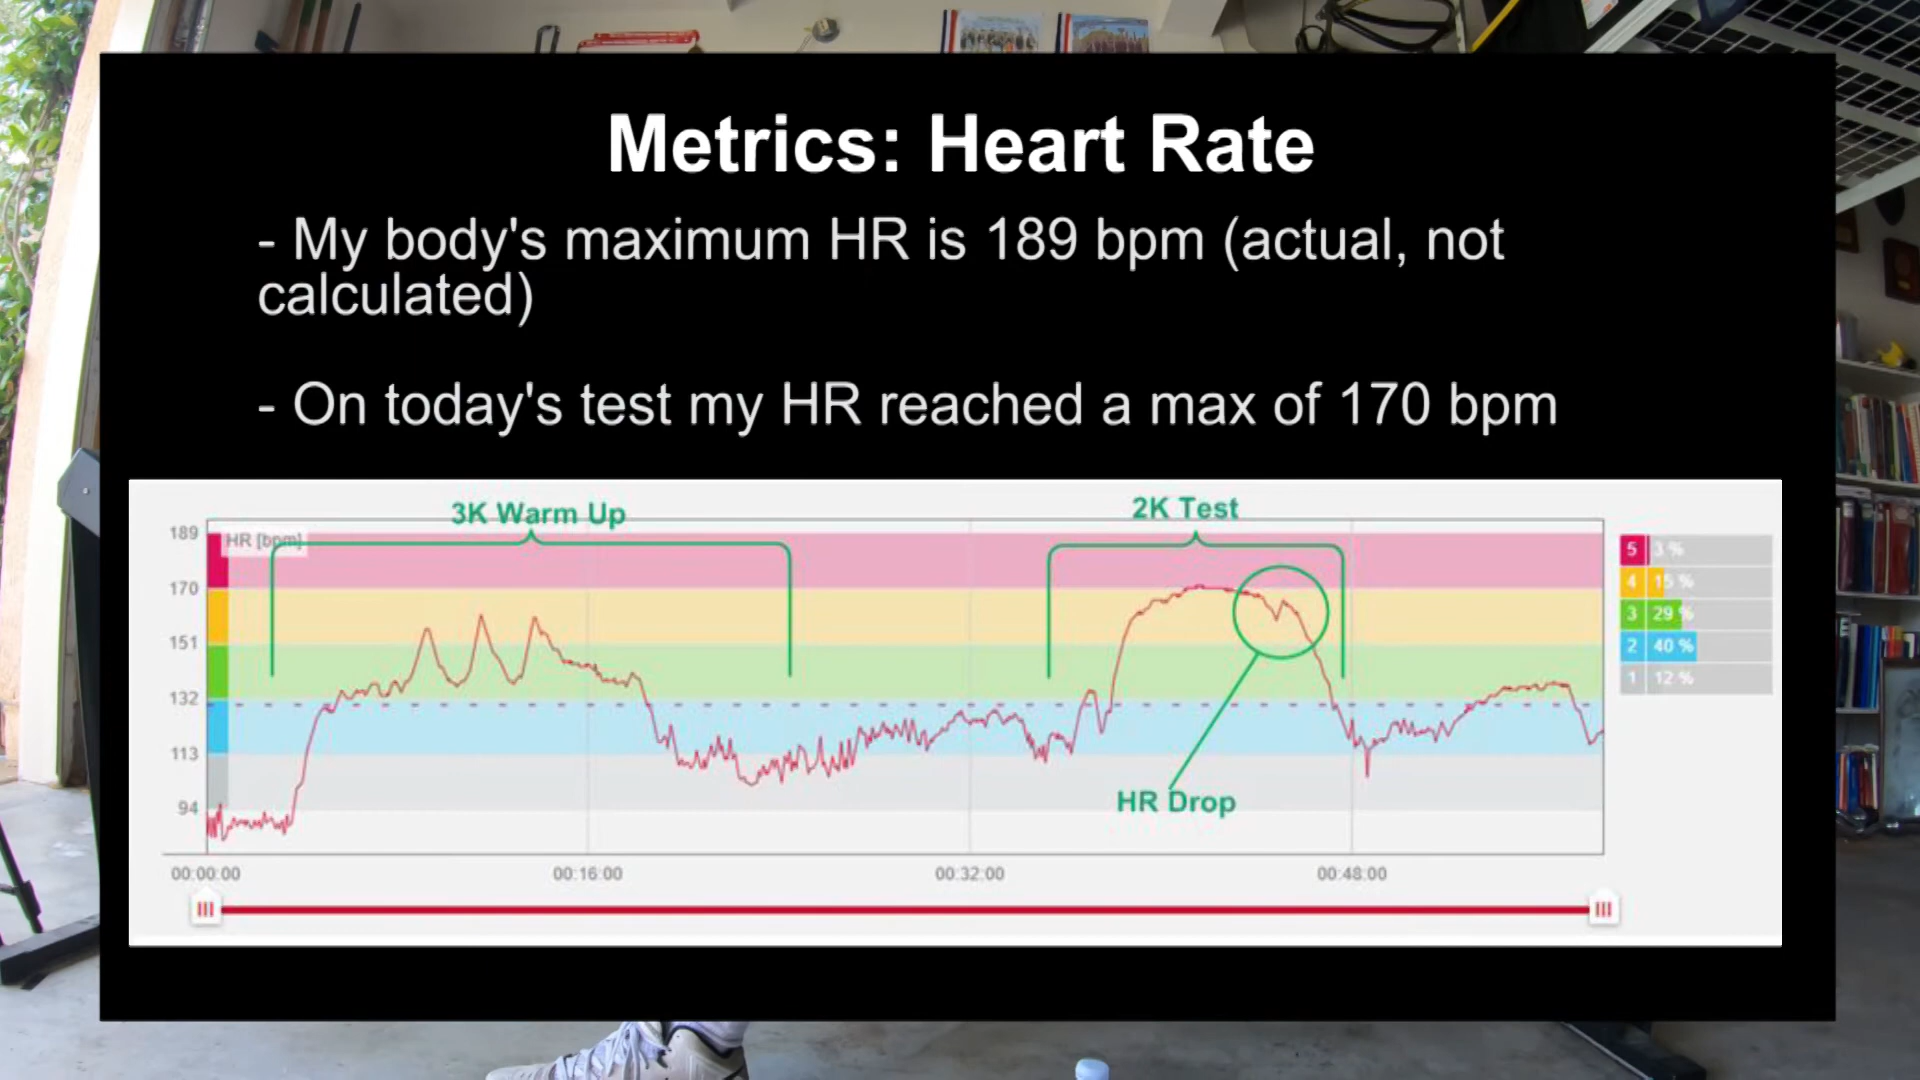 Metrics: Heart Rate
- My body's maximum HR is 189 bpm (actual, not
calculated)
- On today's test my HR reached a max of 170 bpm
3K Warm Up
2K Test
189
HR [bpm]
170
151
132
113
94
HR Drop
00:00:00
00:16:00
00:32:00
00:48:00
5 3 %
4 15 %
3 29 %
2 40 %
1 12 %